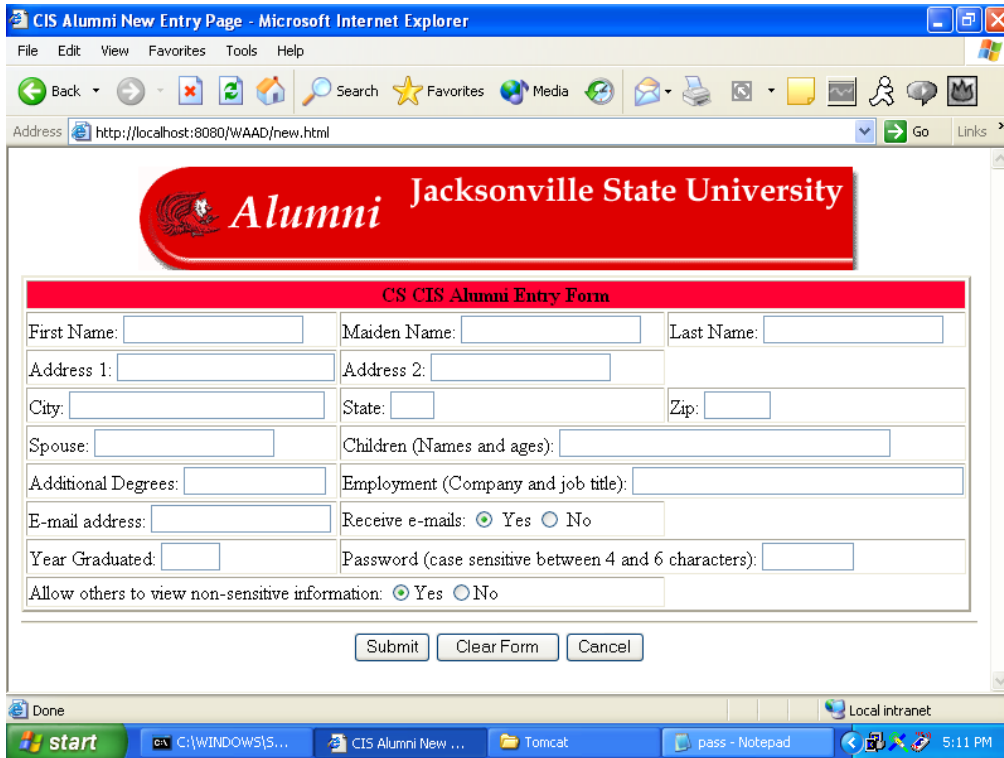 CIS Alumni New Entry Page - Microsoft Internet Explorer
File Edit View Favorites Tools Help
Back Search Favorites Media
Address http://localhost:8080/WAAD/new.html Go Links »
Alumni Jacksonville State University
CS CIS Alumni Entry Form
First Name: Maiden Name: Last Name:
Address 1: Address 2:
City: State: Zip:
Spouse: Children (Names and ages):
Additional Degrees: Employment (Company and job title):
E-mail address: Receive e-mails: Yes No
Year Graduated: Password (case sensitive between 4 and 6 characters):
Allow others to view non-sensitive information: Yes No
Submit Clear Form Cancel
Done Local intranet
start C:\WINDOWS\S... CIS Alumni New ... Tomcat pass - Notepad 5:11 PM